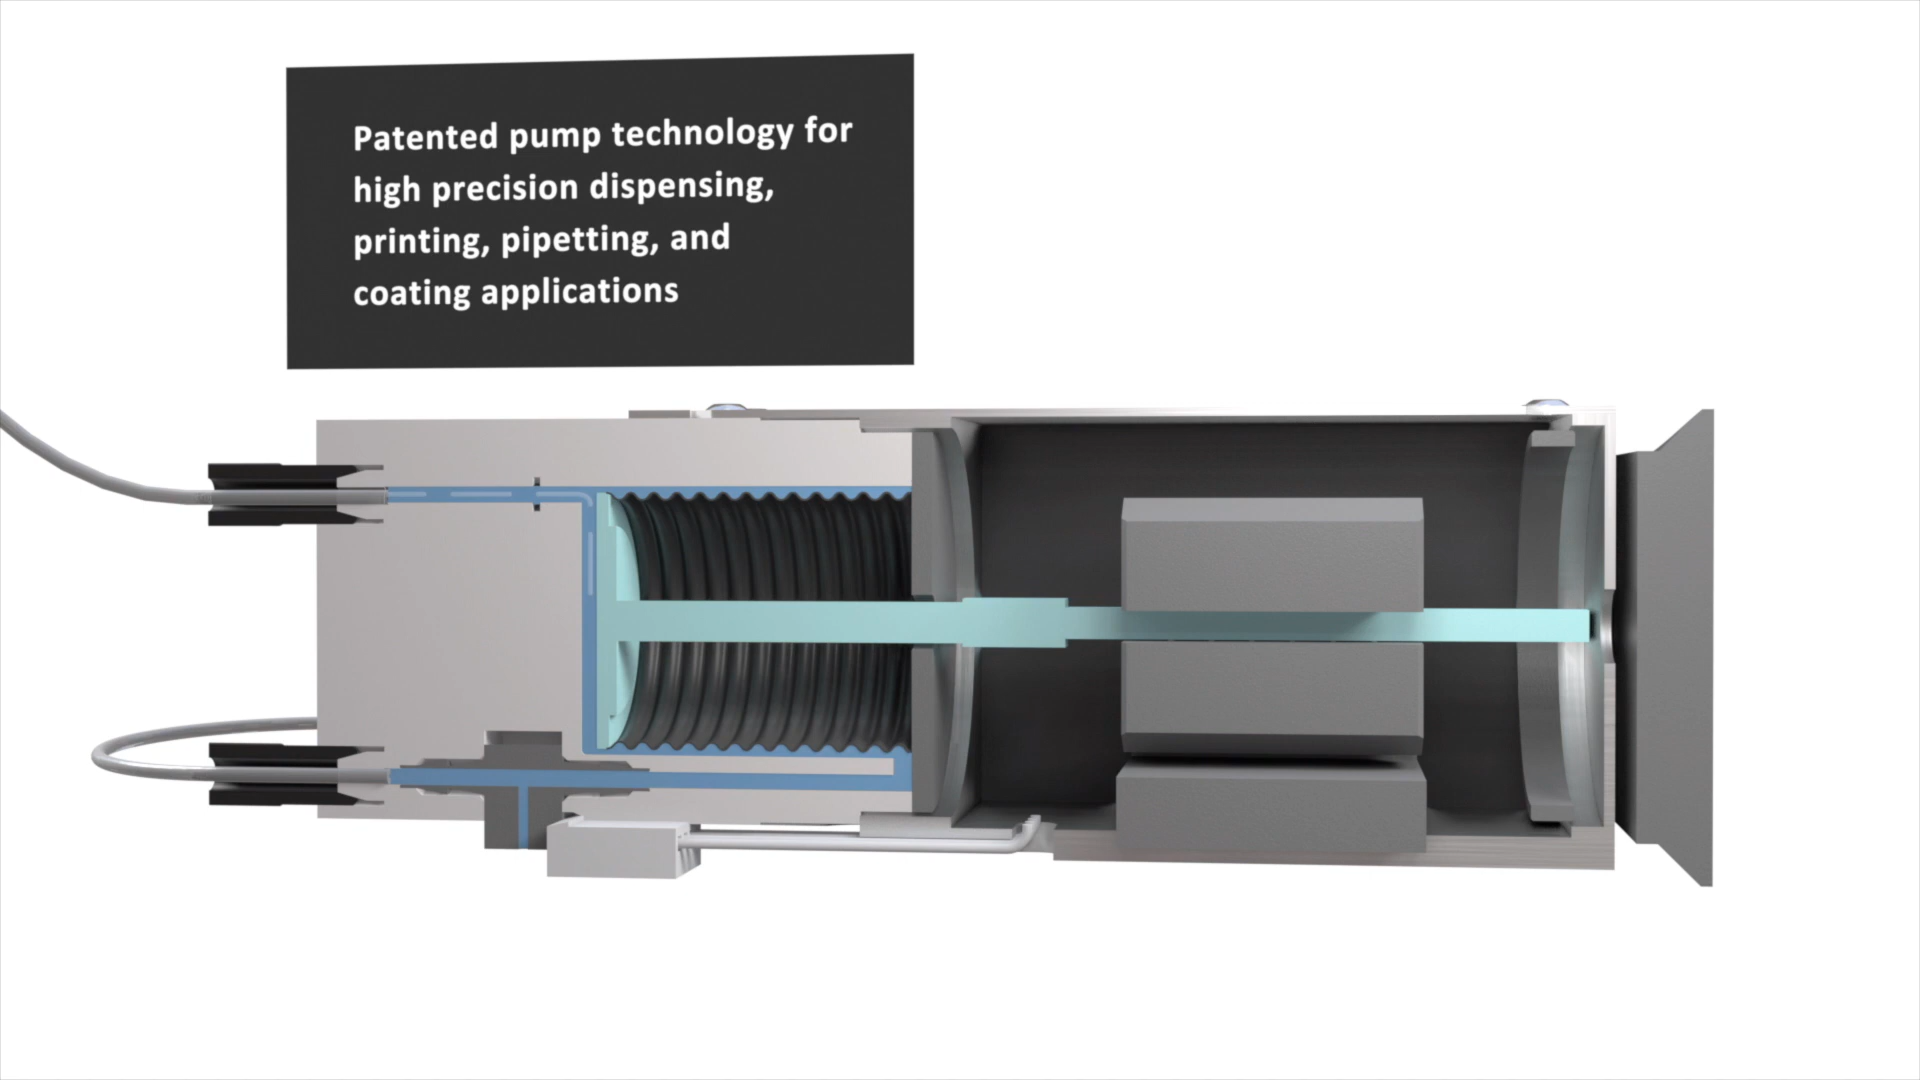 Patented pump technology for
high precision dispensing,
printing, pipetting, and
coating applications